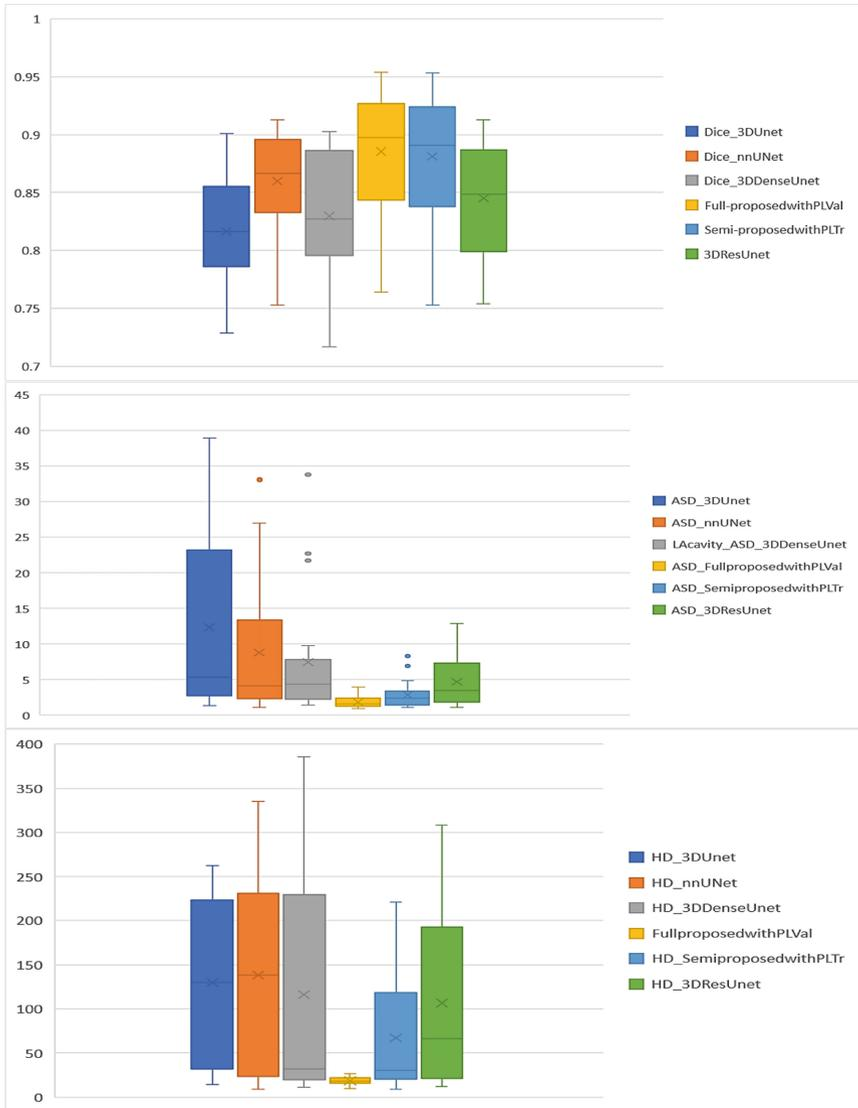 1
0.95
0.9
0.85
0.8
0.75
0.7
Dice_3DUnet
Dice_nnUNet
Dice_3DDenseUnet
Full-proposedwithPLVal
Semi-proposedwithPLTr
3DResUnet
45
40
35
30
25
20
15
10
5
0
ASD_3DUnet
ASD_nnUNet
LAcavity_ASD_3DDenseUnet
ASD_FullproposedwithPLVal
ASD_SemiproposedwithPLTr
ASD_3DResUnet
400
350
300
250
200
150
100
50
0
HD_3DUnet
HD_nnUNet
HD_3DDenseUnet
FullproposedwithPLVal
HD_SemiproposedwithPLTr
HD_3DResUnet